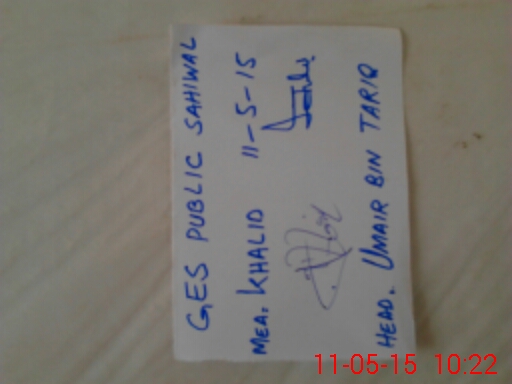 GES PUBLIC SAHIWAL
MEA. KHALID 11-5-15
HEAD. UMAIR BIN TARIQ
11-05-15 10:22